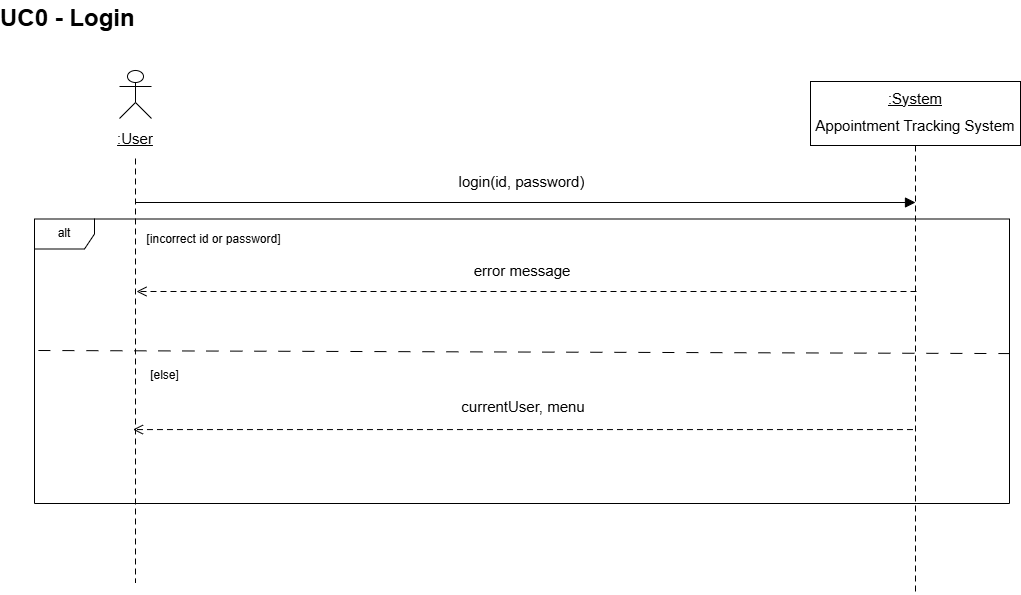 UC0 - Login
:User
:System
Appointment Tracking System
login(id, password)
alt
[incorrect id or password]
error message
[else]
currentUser, menu